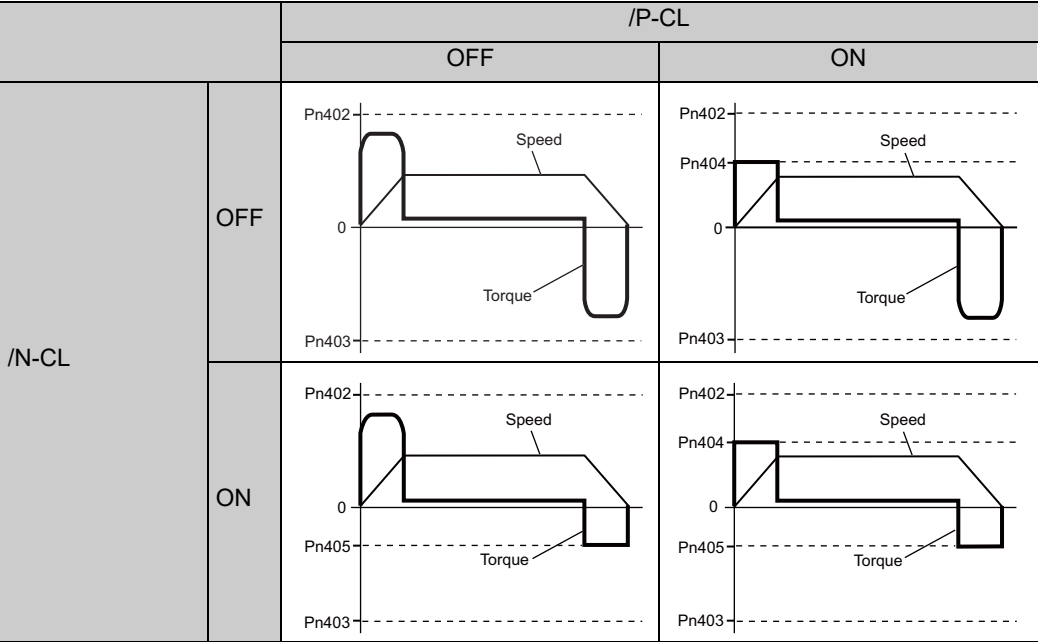 /P-CL
OFF
ON
/N-CL
OFF
Pn402
Speed
0
Torque
Pn403
Pn402
Speed
Pn404
0
Torque
Pn403
ON
Pn402
Speed
0
Pn405
Torque
Pn403
Pn402
Speed
Pn404
0
Pn405
Torque
Pn403